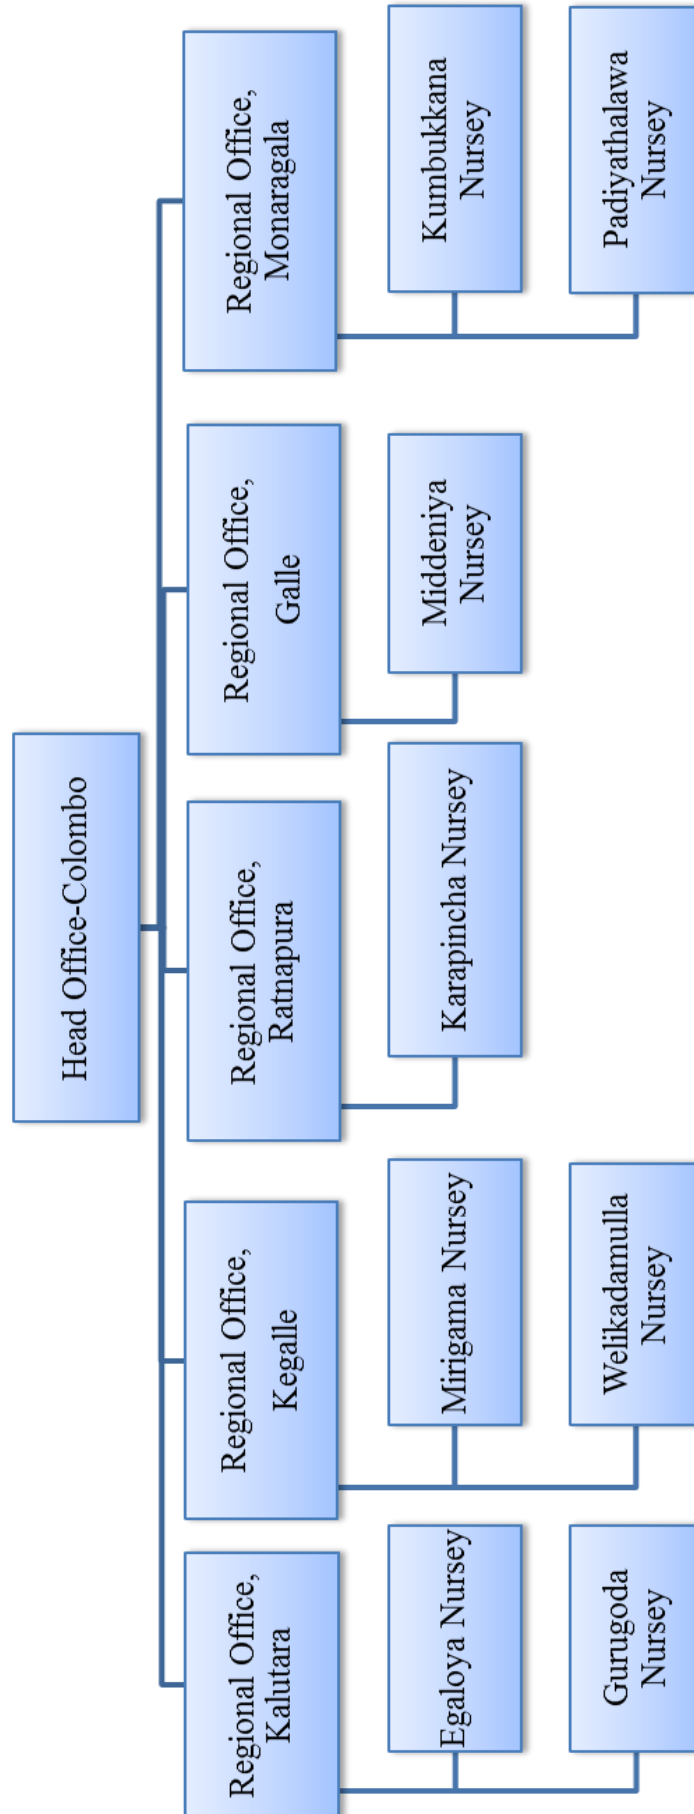 Head Office-Colombo
Regional Office,
Kalutara
Regional Office,
Kegalle
Regional Office,
Ratnapura
Regional Office,
Galle
Regional Office,
Monaragala
Egaloya Nursey
Mirigama Nursey
Karapincha Nursey
Middeniya
Nursey
Kumbukkana
Nursey
Gurugoda
Nursey
Welikadamulla
Nursey
Padiyathalawa
Nursey